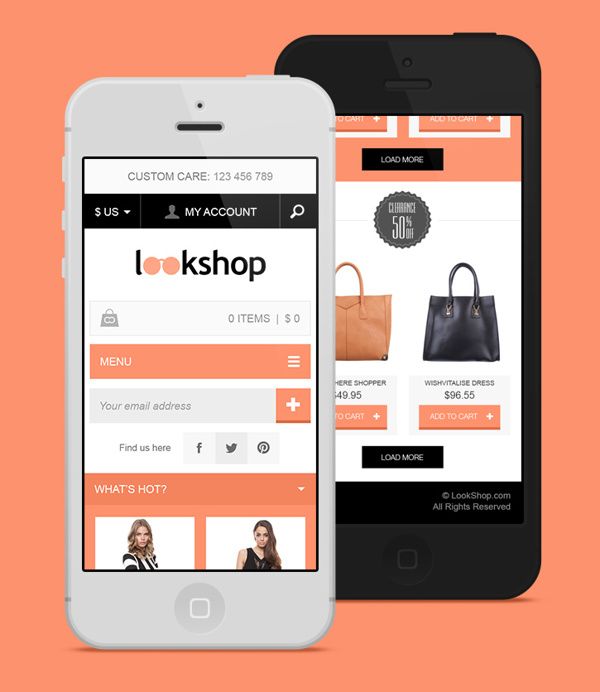 CUSTOM CARE: 123 456 789
$ US
MY ACCOUNT
lookshop
0 ITEMS | $ 0
MENU
Your email address
Find us here
WHAT'S HOT?
TO CART
ADD TO CART
LOAD MORE
CLEARANCE
50%
OFF
HERE SHOPPER
WISHVITALISE DRESS
49.95
$96.55
TO CART
ADD TO CART
LOAD MORE
© LookShop.com
All Rights Reserved